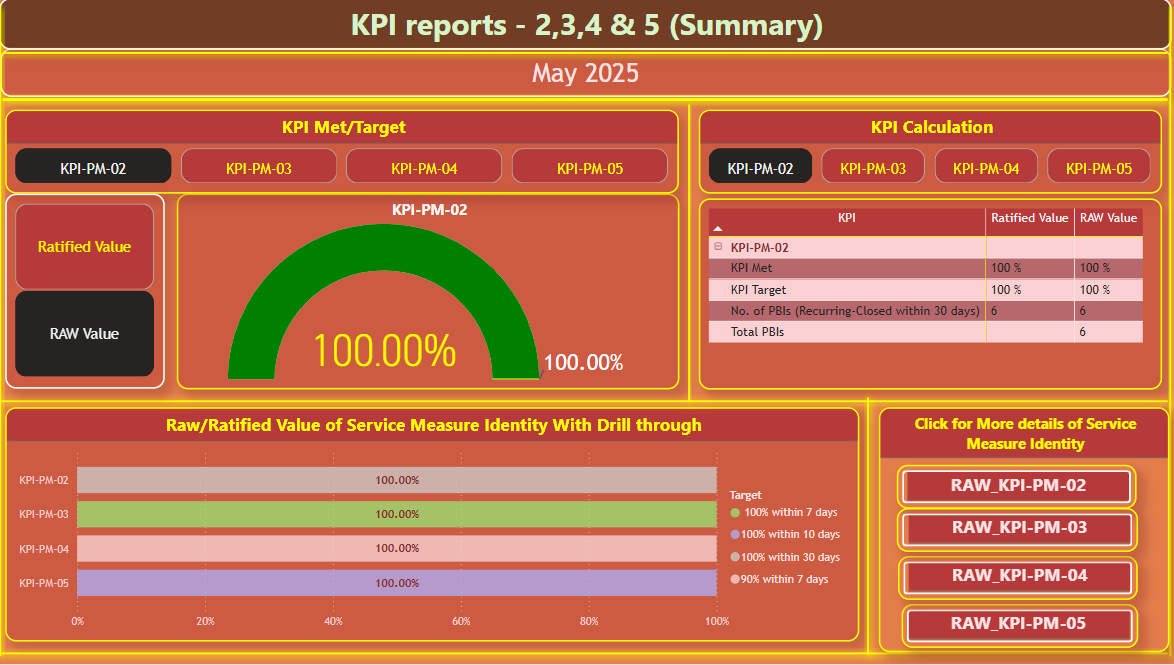 KPI reports - 2,3,4 & 5 (Summary)
May 2025
KPI Met/Target
KPI-PM-02 KPI-PM-03 KPI-PM-04 KPI-PM-05
Ratified Value
RAW Value
KPI-PM-02
100.00%
100.00%
KPI Calculation
KPI-PM-02 KPI-PM-03 KPI-PM-04 KPI-PM-05
KPI Ratified Value RAW Value
KPI-PM-02
KPI Met 100 % 100 %
KPI Target 100 % 100 %
No. of PBIs (Recurring-Closed within 30 days) 6 6
Total PBIs 6
Raw/Ratified Value of Service Measure Identity With Drill through
KPI-PM-02 100.00%
KPI-PM-03 100.00%
KPI-PM-04 100.00%
KPI-PM-05 100.00%
0% 20% 40% 60% 80% 100%
Target
100% within 7 days
100% within 10 days
100% within 30 days
90% within 7 days
Click for More details of Service
Measure Identity
RAW_KPI-PM-02
RAW_KPI-PM-03
RAW_KPI-PM-04
RAW_KPI-PM-05